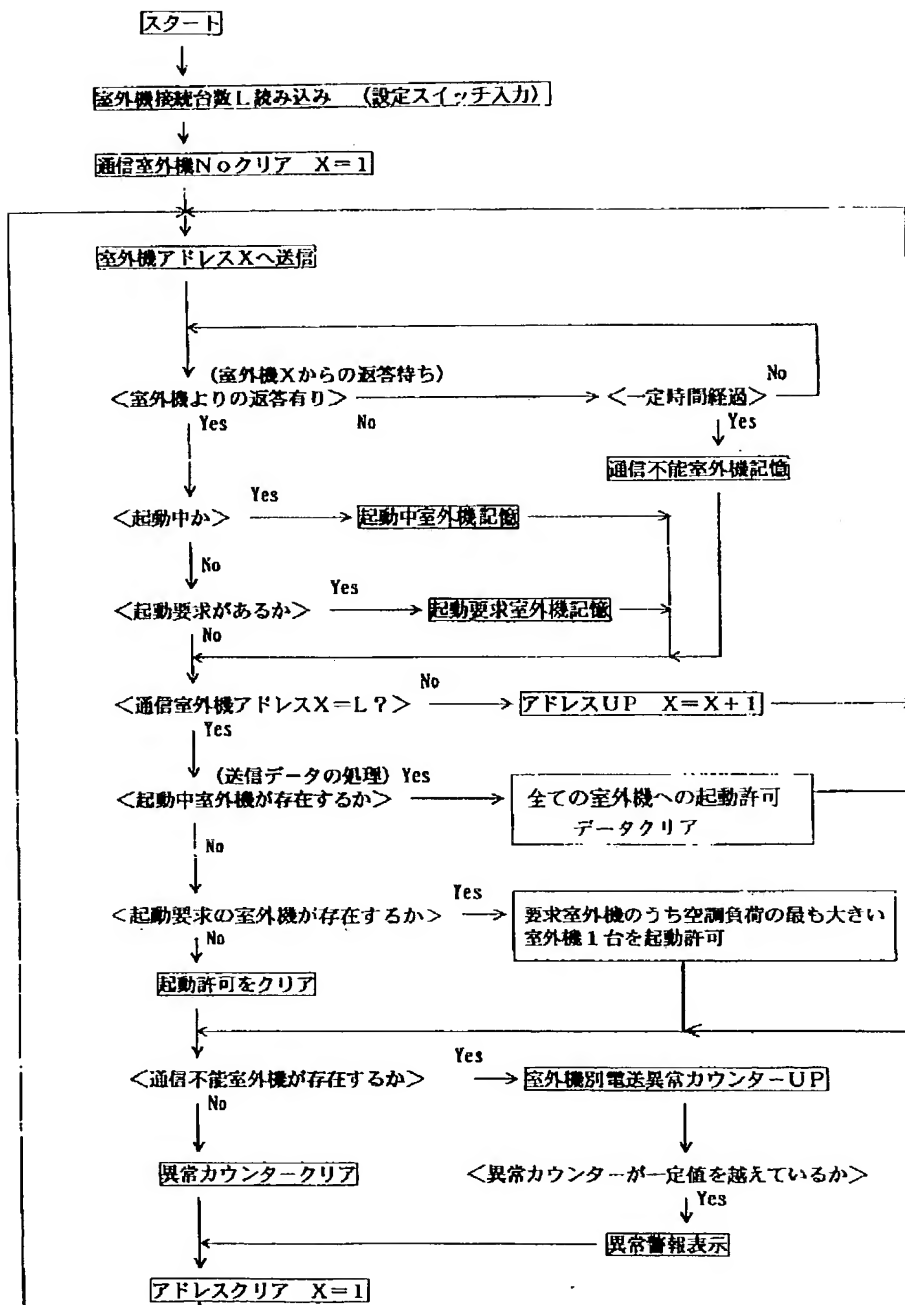 スタート
室外機接続台数L読み込み (設定スイッチ入力)
通信室外機Noクリア X=1
室外機アドレスXへ送信
(室外機Xからの返答待ち)
<室外機よりの返答有り>
No
<一定時間経過>
No
Yes
Yes
通信不能室外機記憶
<起動中か>
Yes
起動中室外機記憶
No
<起動要求があるか>
Yes
起動要求室外機記憶
No
<通信室外機アドレスX=L?>
No
アドレスUP X=X+1
Yes
(送信データの処理)
<起動中室外機が存在するか>
Yes
全ての室外機への起動許可
データクリア
No
<起動要求の室外機が存在するか>
Yes
要求室外機のうち空調負荷の最も大きい
室外機1台を起動許可
No
起動許可をクリア
<通信不能室外機が存在するか>
Yes
室外機別電送異常カウンターUP
No
異常カウンタークリア
<異常カウンターが一定値を越えているか>
Yes
異常警報表示
アドレスクリア X=1